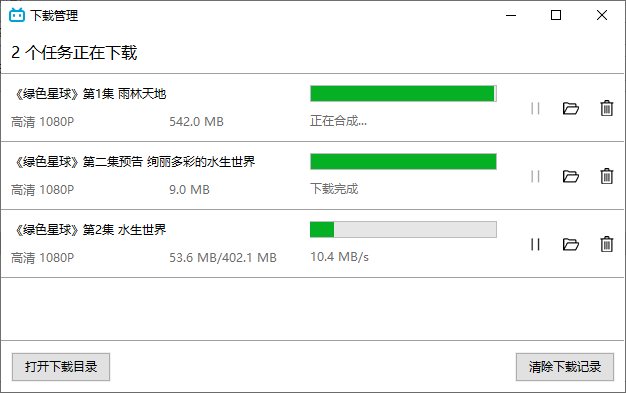 下载管理
2 个任务正在下载
《绿色星球》第1集 雨林天地
高清 1080P 542.0 MB 正在合成...
《绿色星球》第二集预告 绚丽多彩的水生世界
高清 1080P 9.0 MB 下载完成
《绿色星球》第2集 水生世界
高清 1080P 53.6 MB/402.1 MB 10.4 MB/s
打开下载目录 清除下载记录